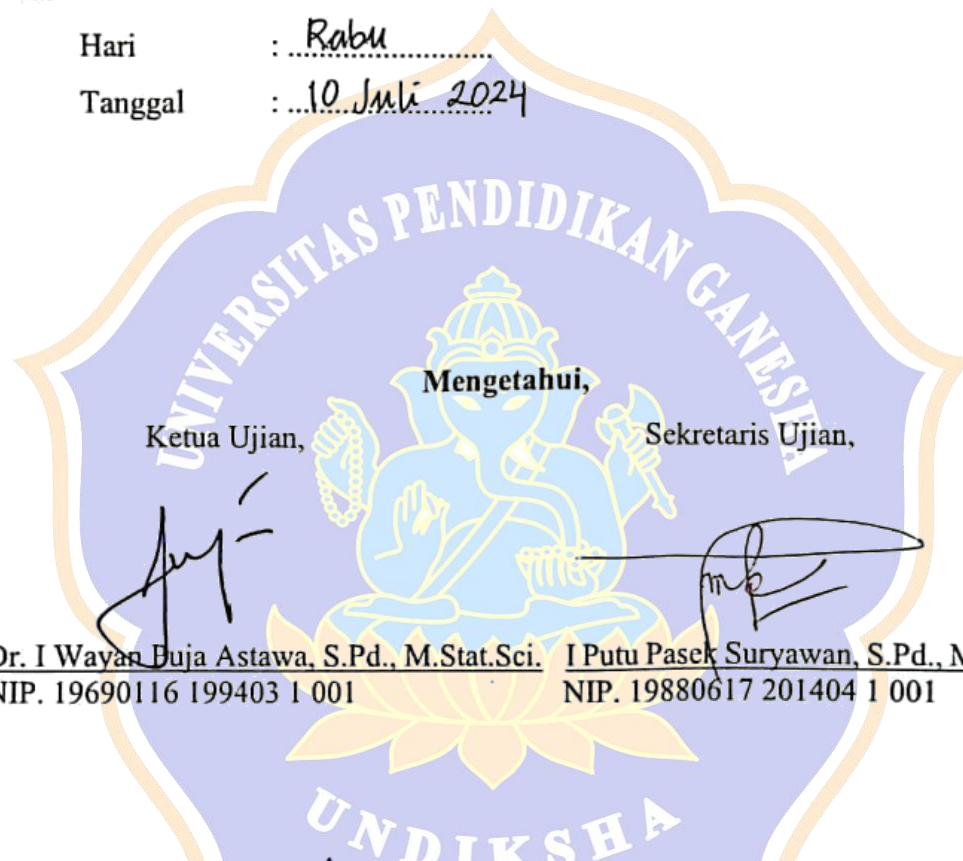 Hari : Rabu
Tanggal : 10 Juli 2024
UNIVERSITAS PENDIDIKAN GANESHA
Mengetahui,
Ketua Ujian, Sekretaris Ujian,
Dr. I Wayan Puja Astawa, S.Pd., M.Stat.Sci. I Putu Pasek Suryawan, S.Pd., M
NIP. 19690116 199403 1 001 NIP. 19880617 201404 1 001
UNDIKSHA